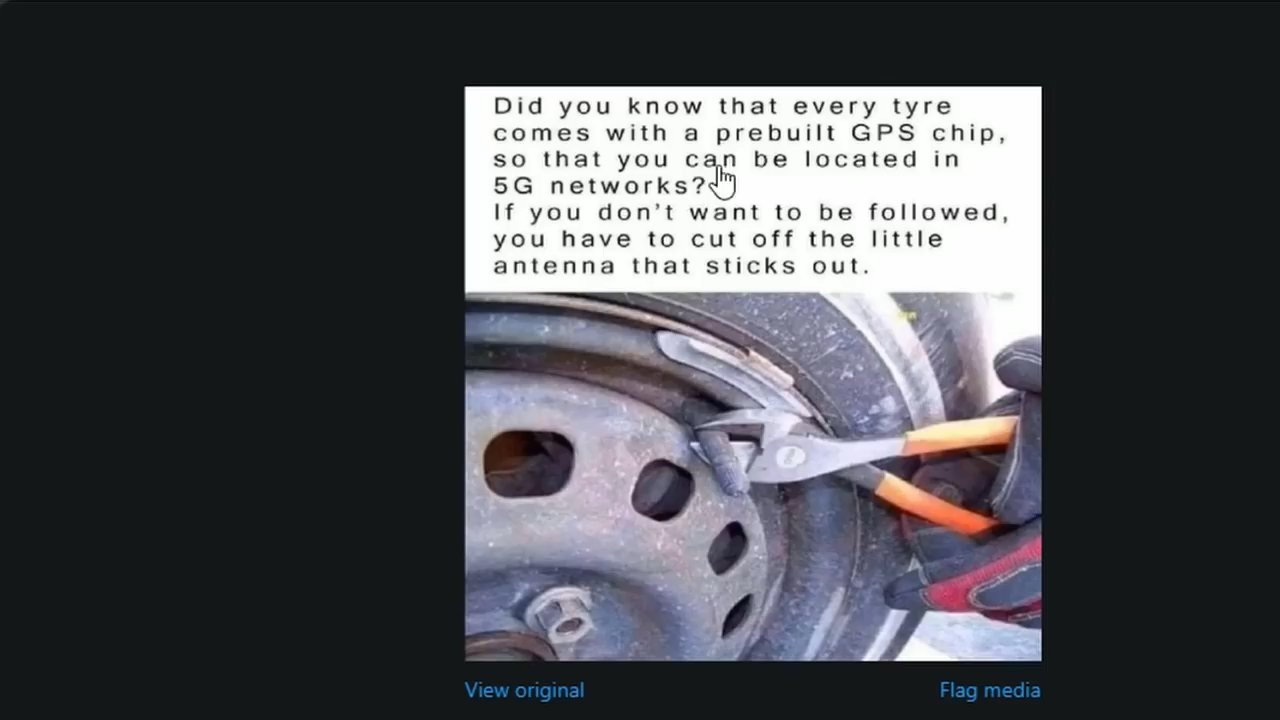 Did you know that every tyre
comes with a prebuilt GPS chip,
so that you can be located in
5G networks?
If you don't want to be followed,
you have to cut off the little
antenna that sticks out.
View original
Flag media